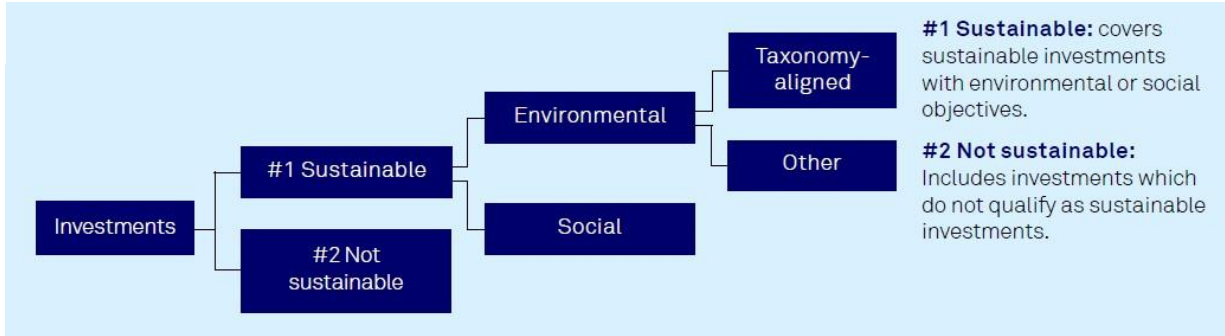 Investments
#1 Sustainable
#2 Not
sustainable
Environmental
Social
Taxonomy-
aligned
Other
#1 Sustainable: covers
sustainable investments
with environmental or social
objectives.
#2 Not sustainable:
Includes investments which
do not qualify as sustainable
investments.